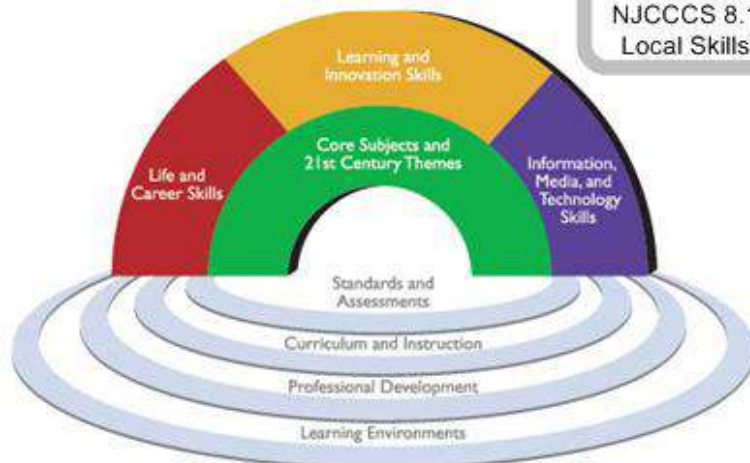 NJCCCS 8.1
Local Skills
Learning and
Innovation Skills
Core Subjects and
21st Century Themes
Life and
Career Skills
Information,
Media, and
Technology
Skills
Standards and
Assessments
Curriculum and Instruction
Professional Development
Learning Environments